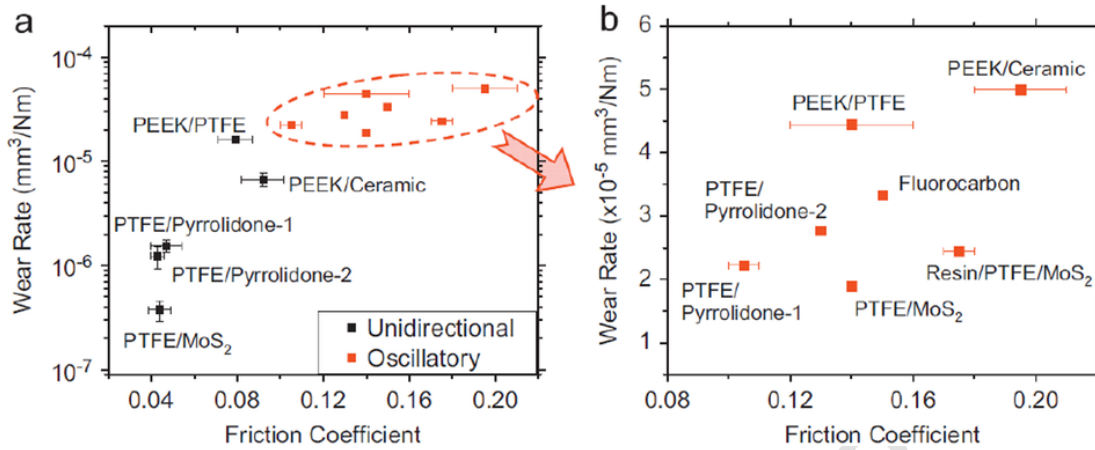 a
Wear Rate (mm³/Nm)
10⁻⁴
10⁻⁵
10⁻⁶
10⁻⁷
PEEK/PTFE
PEEK/Ceramic
PTFE/Pyrrolidone-1
PTFE/Pyrrolidone-2
PTFE/MoS₂
Unidirectional
Oscillatory
0.04
0.08
0.12
0.16
0.20
Friction Coefficient
b
Wear Rate (x10⁻⁵ mm³/Nm)
6
5
4
3
2
1
PEEK/Ceramic
PEEK/PTFE
PTFE/
Pyrrolidone-2
Fluorocarbon
PTFE/
Pyrrolidone-1
Resin/PTFE/MoS₂
PTFE/MoS₂
0.08
0.12
0.16
0.20
Friction Coefficient